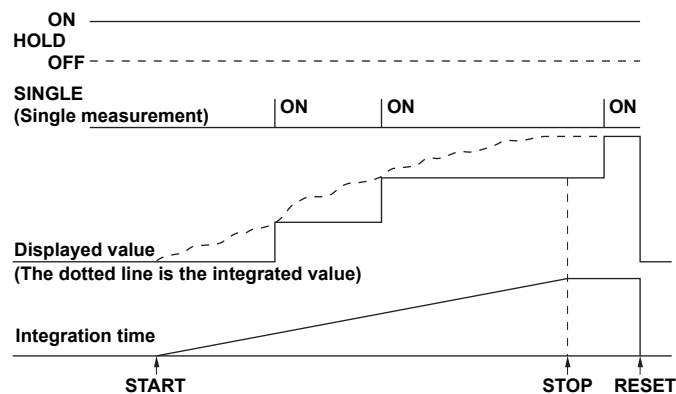 ON
HOLD
OFF
SINGLE
(Single measurement)
ON
ON
ON
Displayed value
(The dotted line is the integrated value)
Integration time
START
STOP
RESET